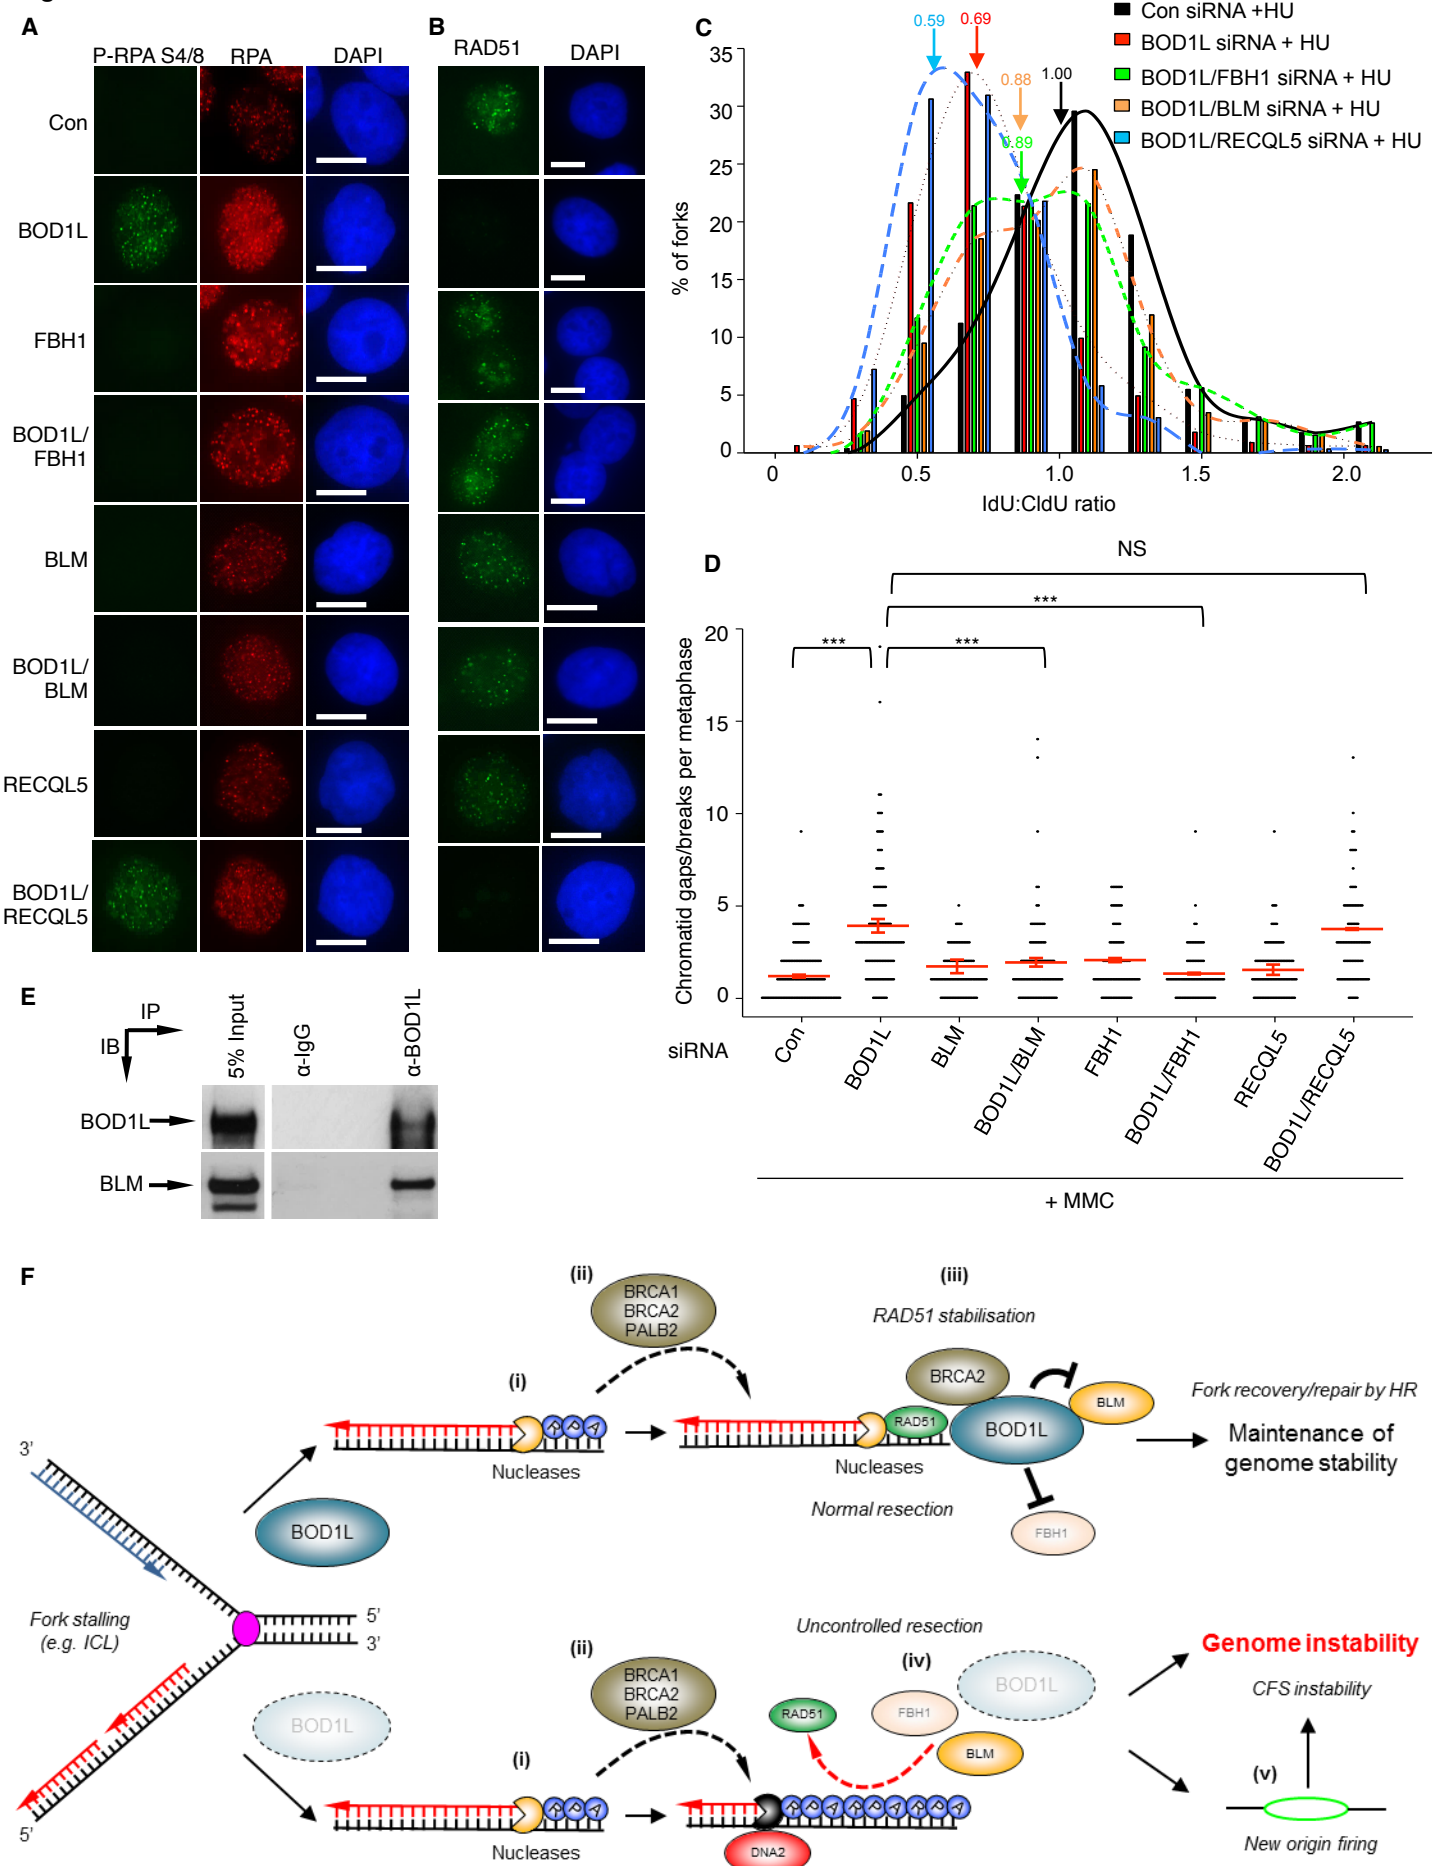 A
P-RPA S4/8 RPA DAPI
Con
BOD1L
FBH1
BOD1L/
FBH1
BLM
BOD1L/
BLM
RECQL5
BOD1L/
RECQL5
B
RAD51 DAPI
C
Con siRNA +HU
BOD1L siRNA + HU
BOD1L/FBH1 siRNA + HU
BOD1L/BLM siRNA + HU
BOD1L/RECQL5 siRNA + HU
0.59
0.69
0.88
1.00
0.89
35
30
25
20
15
10
5
0
% of forks
0 0.5 1.0 1.5 2.0
IdU:CldU ratio
D
NS
***
*** ***
20
15
10
5
0
Chromatid gaps/breaks per metaphase
siRNA
Con
BOD1L
BLM
BOD1L/BLM
FBH1
BOD1L/FBH1
RECQL5
BOD1L/RECQL5
+ MMC
E
IP
IB
5% Input
α-IgG
α-BOD1L
BOD1L
BLM
F
3’
Fork stalling
(e.g. ICL)
5’
3’
5’
BOD1L
(i)
RPA
Nucleases
(ii)
BRCA1
BRCA2
PALB2
(iii)
RAD51 stabilisation
BRCA2
BLM
RAD51
BOD1L
Nucleases
Normal resection
FBH1
Fork recovery/repair by HR
Maintenance of
genome stability
BOD1L
(i)
RPA
Nucleases
(ii)
BRCA1
BRCA2
PALB2
Uncontrolled resection
(iv)
BOD1L
RAD51
FBH1
BLM
RPARPARPA
DNA2
Genome instability
CFS instability
(v)
New origin firing